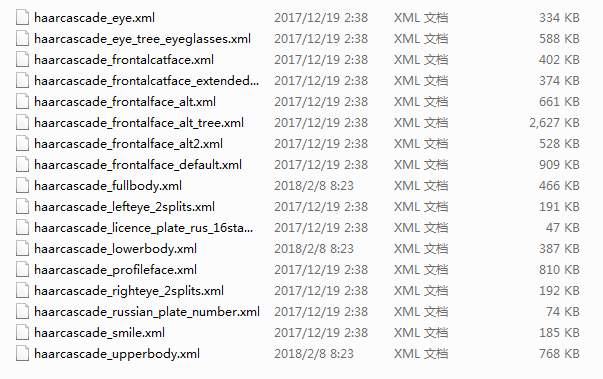 haarcascade_eye.xml 2017/12/19 2:38 XML 文档 334 KB
haarcascade_eye_tree_eyeglasses.xml 2017/12/19 2:38 XML 文档 588 KB
haarcascade_frontalcatface.xml 2017/12/19 2:38 XML 文档 402 KB
haarcascade_frontalcatface_extended... 2017/12/19 2:38 XML 文档 374 KB
haarcascade_frontalface_alt.xml 2017/12/19 2:38 XML 文档 661 KB
haarcascade_frontalface_alt_tree.xml 2017/12/19 2:38 XML 文档 2,627 KB
haarcascade_frontalface_alt2.xml 2017/12/19 2:38 XML 文档 528 KB
haarcascade_frontalface_default.xml 2017/12/19 2:38 XML 文档 909 KB
haarcascade_fullbody.xml 2018/2/8 8:23 XML 文档 466 KB
haarcascade_lefteye_2splits.xml 2017/12/19 2:38 XML 文档 191 KB
haarcascade_licence_plate_rus_16sta... 2017/12/19 2:38 XML 文档 47 KB
haarcascade_lowerbody.xml 2018/2/8 8:23 XML 文档 387 KB
haarcascade_profileface.xml 2017/12/19 2:38 XML 文档 810 KB
haarcascade_righteye_2splits.xml 2017/12/19 2:38 XML 文档 192 KB
haarcascade_russian_plate_number.xml 2017/12/19 2:38 XML 文档 74 KB
haarcascade_smile.xml 2017/12/19 2:38 XML 文档 185 KB
haarcascade_upperbody.xml 2018/2/8 8:23 XML 文档 768 KB